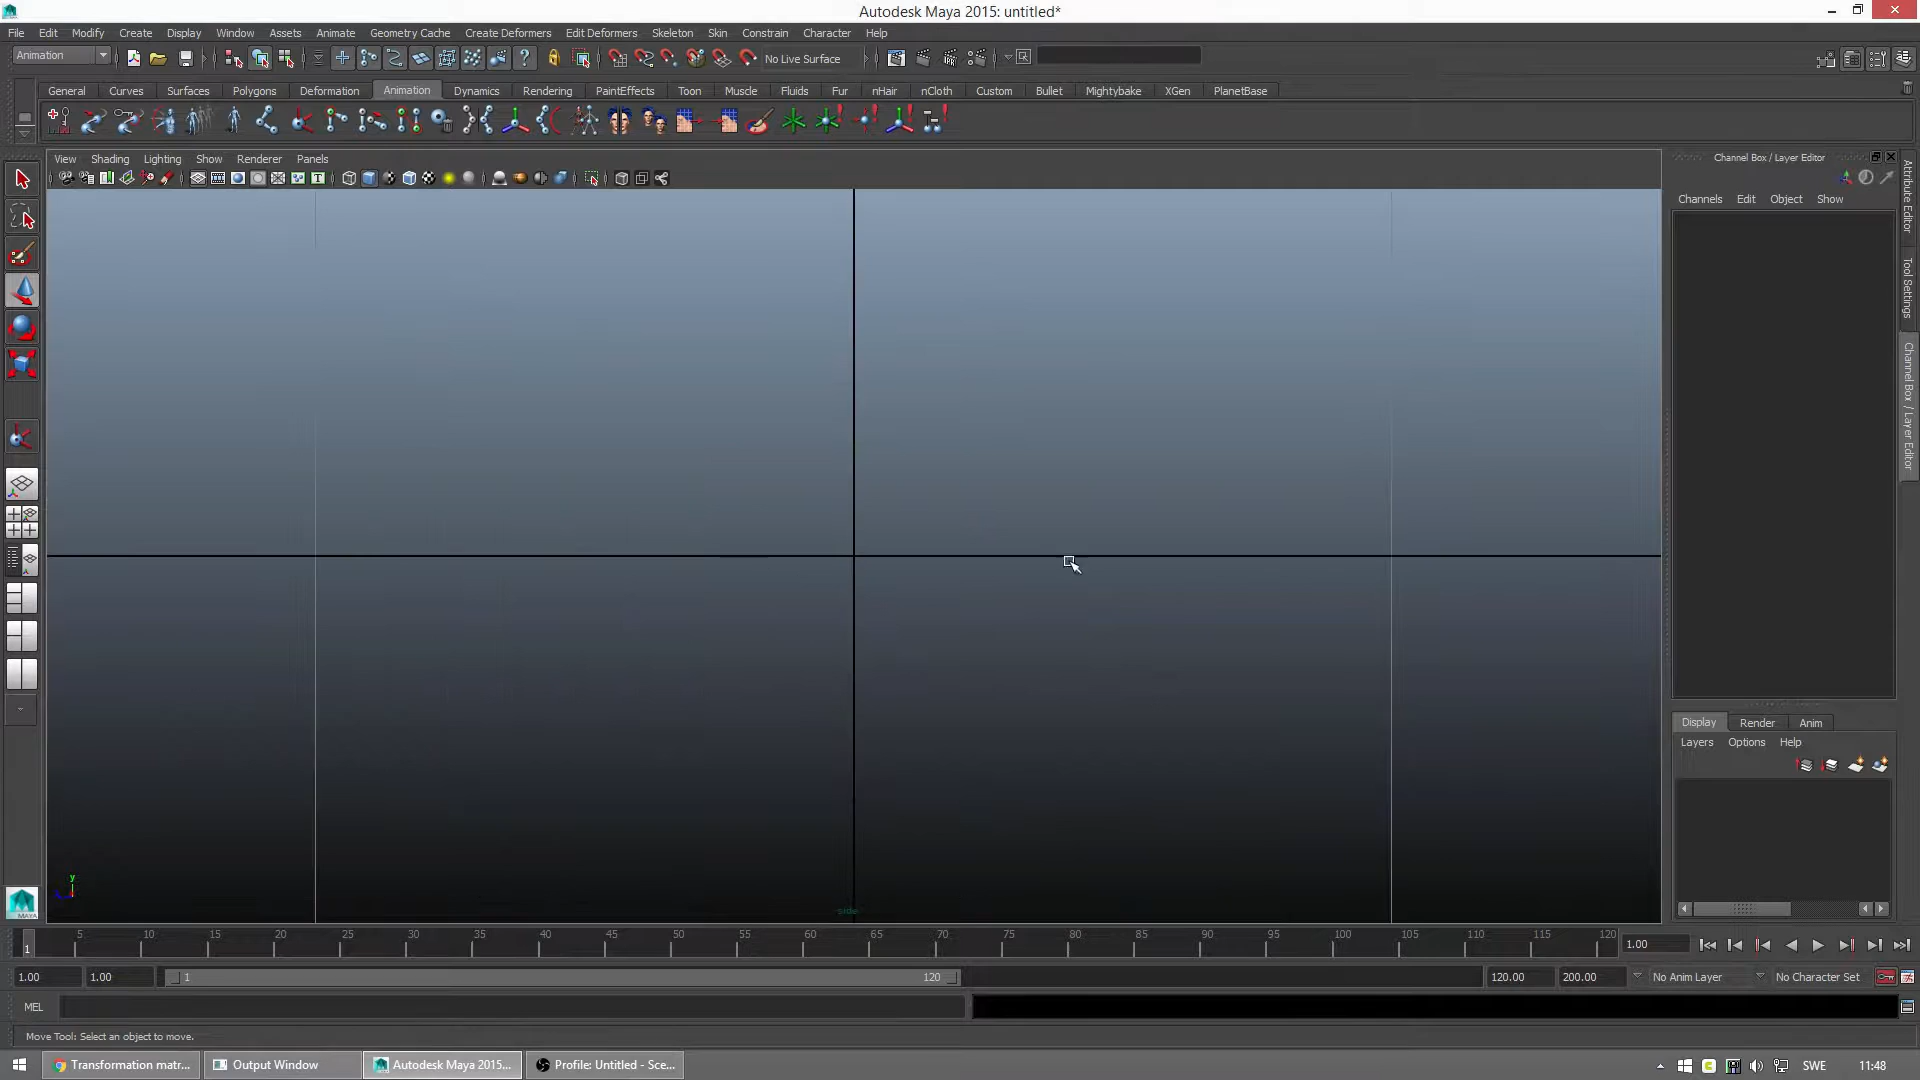 Autodesk Maya 2015: untitled*
File Edit Modify Create Display Window Assets Animate Geometry Cache Create Deformers Edit Deformers Skeleton Skin Constrain Character Help
Animation
No Live Surface
General Curves Surfaces Polygons Deformation Animation Dynamics Rendering PaintEffects Toon Muscle Fluids Fur nHair nCloth Custom Bullet Mightybake XGen PlanetBase
View Shading Lighting Show Renderer Panels
Channel Box / Layer Editor
Channels Edit Object Show
Attribute Editor
Tool Settings
Channel Box / Layer Editor
Display Render Anim
Layers Options Help
y
side
MAYA
1 5 10 15 20 25 30 35 40 45 50 55 60 65 70 75 80 85 90 95 100 105 110 115 120
1.00
1.00 1.00 1 120 120.00 200.00 No Anim Layer No Character Set
MEL
Move Tool: Select an object to move.
Transformation matr... Output Window Autodesk Maya 2015... Profile: Untitled - Sce... SWE 11:48